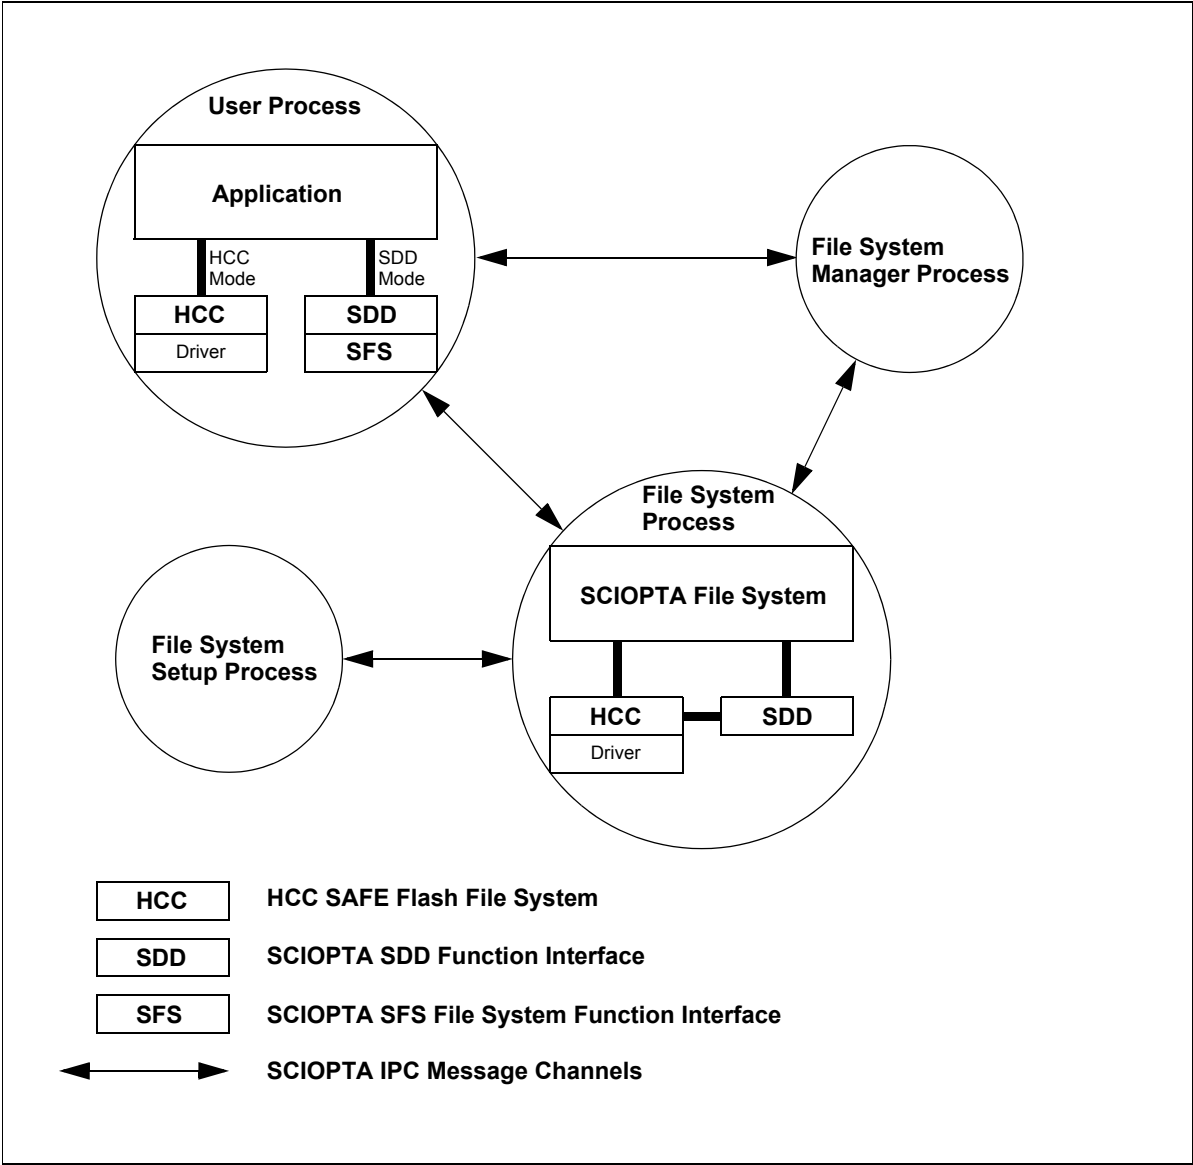 User Process
Application
HCC
Mode
SDD
Mode
HCC
Driver
SDD
SFS
File System
Manager Process
File System
Process
SCIOPTA File System
HCC
Driver
SDD
File System
Setup Process
HCC
HCC SAFE Flash File System
SDD
SCIOPTA SDD Function Interface
SFS
SCIOPTA SFS File System Function Interface
SCIOPTA IPC Message Channels